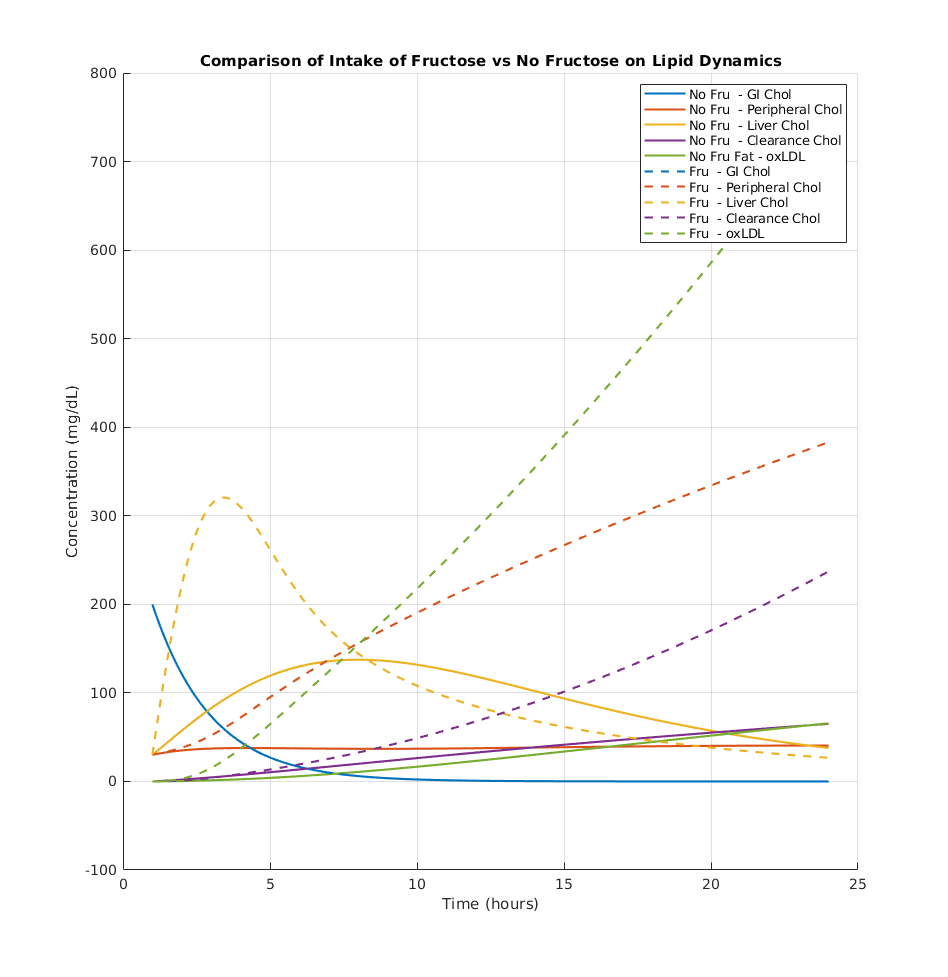 Comparison of Intake of Fructose vs No Fructose on Lipid Dynamics
800
700
600
500
400
300
200
100
0
-100
Concentration (mg/dL)
No Fru  - GI Chol
No Fru  - Peripheral Chol
No Fru  - Liver Chol
No Fru  - Clearance Chol
No Fru Fat - oxLDL
Fru  - GI Chol
Fru  - Peripheral Chol
Fru  - Liver Chol
Fru  - Clearance Chol
Fru  - oxLDL
0 5 10 15 20 25
Time (hours)